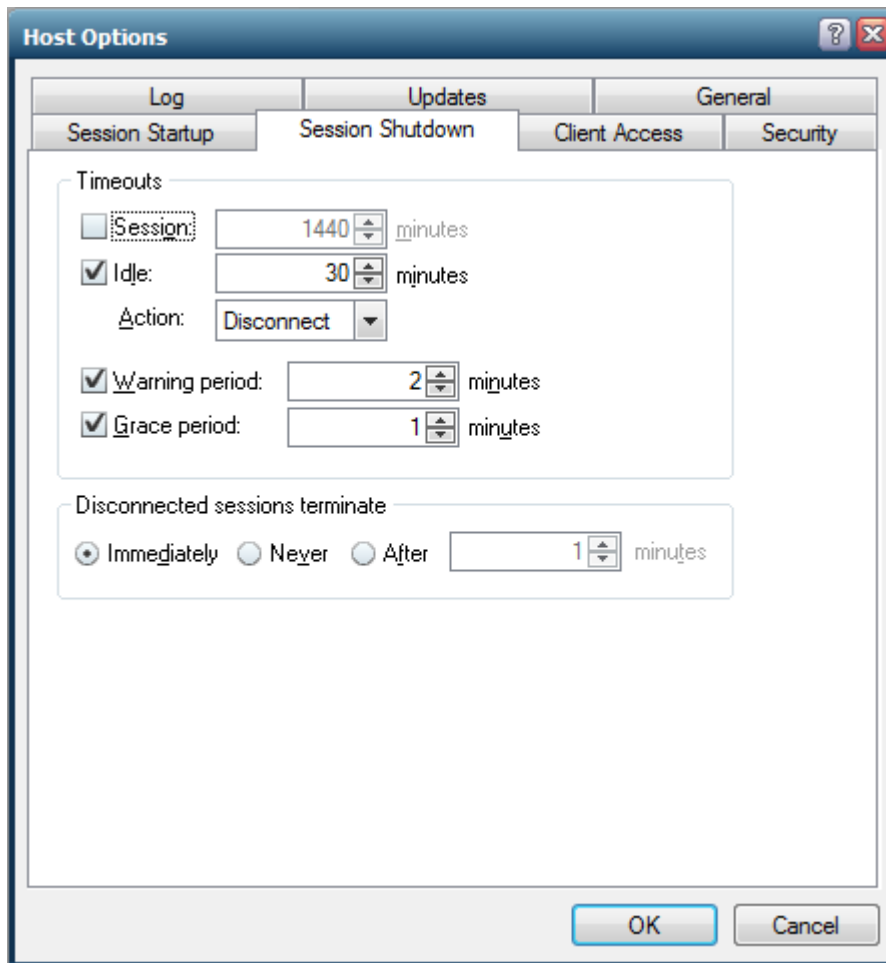 Host Options
Log Updates General
Session Startup Session Shutdown Client Access Security
Timeouts
Session: 1440 minutes
Idle: 30 minutes
Action: Disconnect
Warning period: 2 minutes
Grace period: 1 minutes
Disconnected sessions terminate
Immediately Never After 1 minutes
OK Cancel